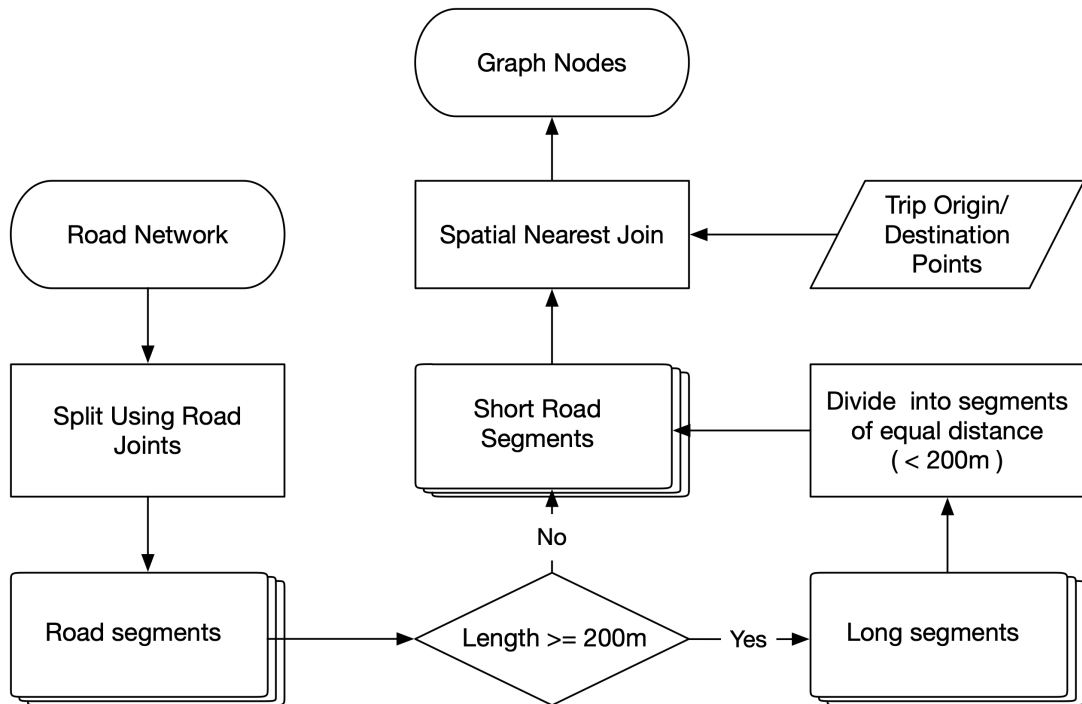 Graph Nodes
Road Network
Spatial Nearest Join
Trip Origin/
Destination
Points
Split Using Road
Joints
Short Road
Segments
Divide into segments
of equal distance
( < 200m )
No
Road segments
Length >= 200m
Yes
Long segments